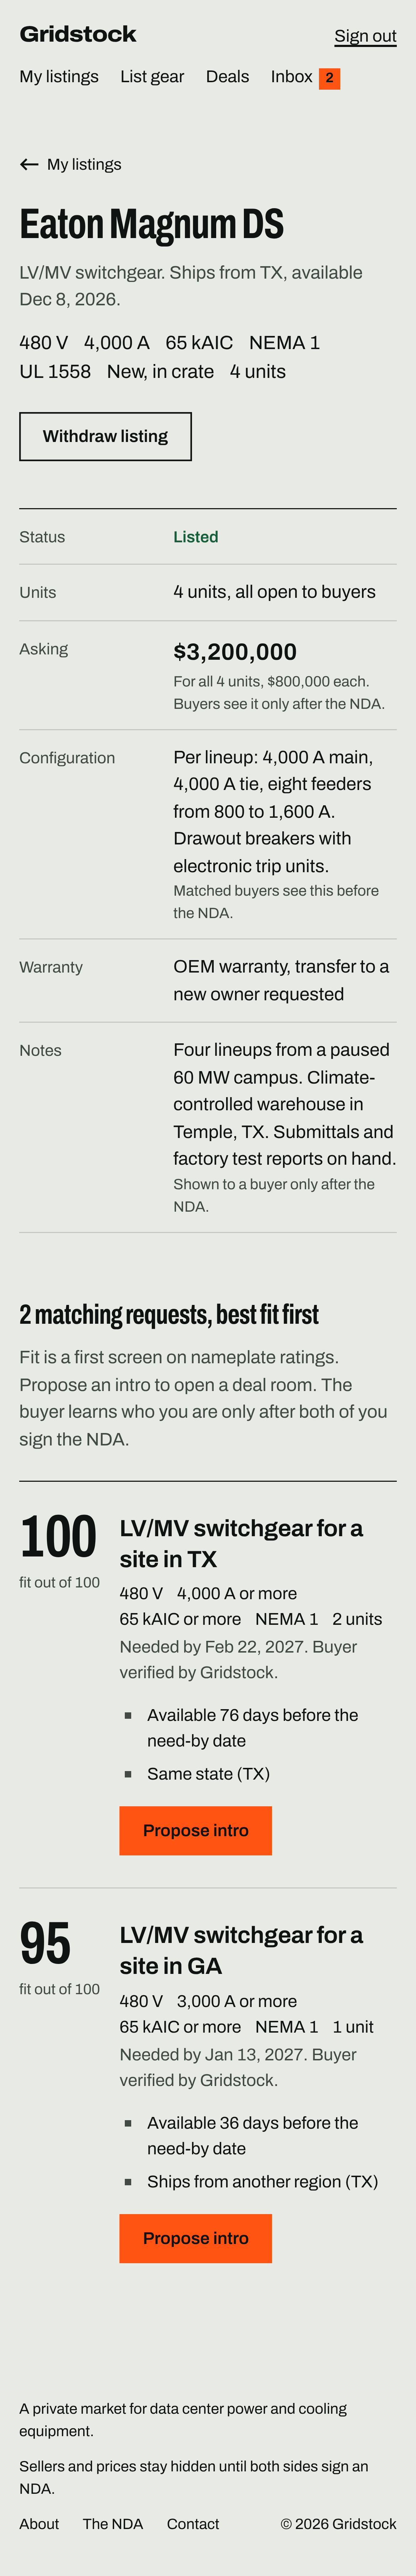 Gridstock
Sign out
My listings List gear Deals Inbox 2
← My listings
Eaton Magnum DS
LV/MV switchgear. Ships from TX, available
Dec 8, 2026.
480 V 4,000 A 65 kAIC NEMA 1
UL 1558 New, in crate 4 units
Withdraw listing
Status Listed
Units 4 units, all open to buyers
Asking $3,200,000
For all 4 units, $800,000 each.
Buyers see it only after the NDA.
Configuration Per lineup: 4,000 A main,
4,000 A tie, eight feeders
from 800 to 1,600 A.
Drawout breakers with
electronic trip units.
Matched buyers see this before
the NDA.
Warranty OEM warranty, transfer to a
new owner requested
Notes Four lineups from a paused
60 MW campus. Climate-
controlled warehouse in
Temple, TX. Submittals and
factory test reports on hand.
Shown to a buyer only after the
NDA.
2 matching requests, best fit first
Fit is a first screen on nameplate ratings.
Propose an intro to open a deal room. The
buyer learns who you are only after both of you
sign the NDA.
100
fit out of 100
LV/MV switchgear for a
site in TX
480 V 4,000 A or more
65 kAIC or more NEMA 1 2 units
Needed by Feb 22, 2027. Buyer
verified by Gridstock.
Available 76 days before the
need-by date
Same state (TX)
Propose intro
95
fit out of 100
LV/MV switchgear for a
site in GA
480 V 3,000 A or more
65 kAIC or more NEMA 1 1 unit
Needed by Jan 13, 2027. Buyer
verified by Gridstock.
Available 36 days before the
need-by date
Ships from another region (TX)
Propose intro
A private market for data center power and cooling
equipment.
Sellers and prices stay hidden until both sides sign an
NDA.
About The NDA Contact © 2026 Gridstock